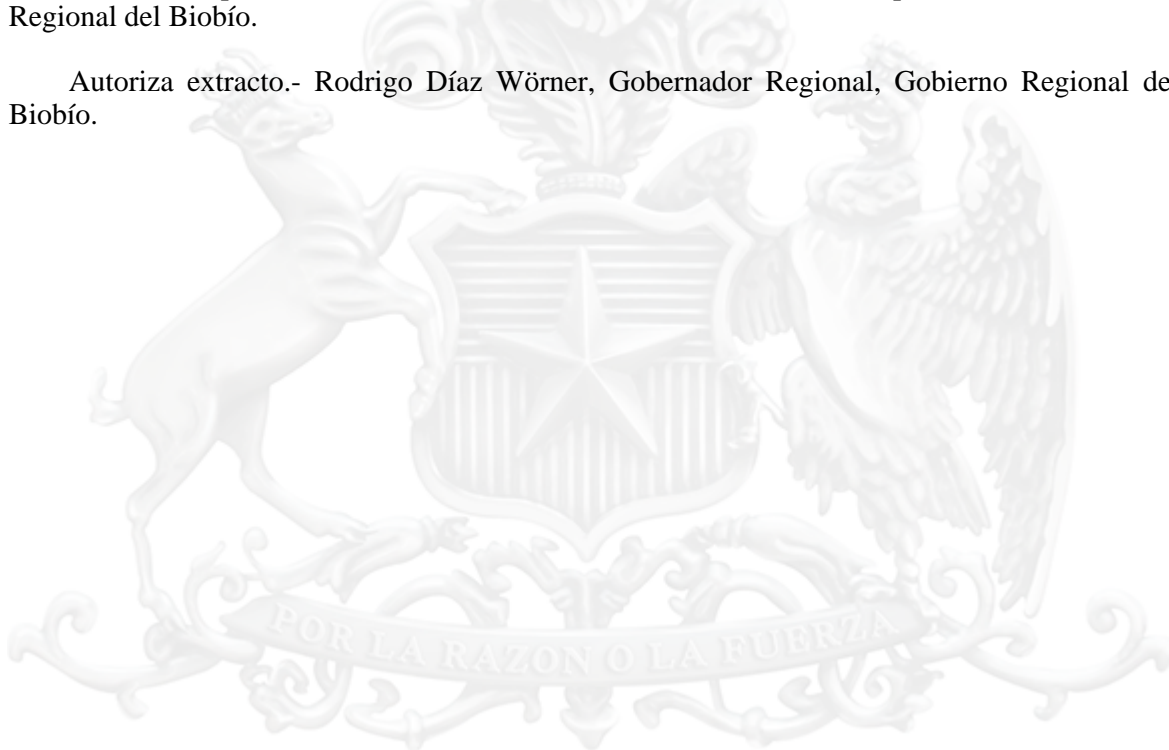 Regional del Biobío.
Autoriza extracto.- Rodrigo Díaz Wörner, Gobernador Regional, Gobierno Regional de
Biobío.
POR LA RAZON O LA FUERZA